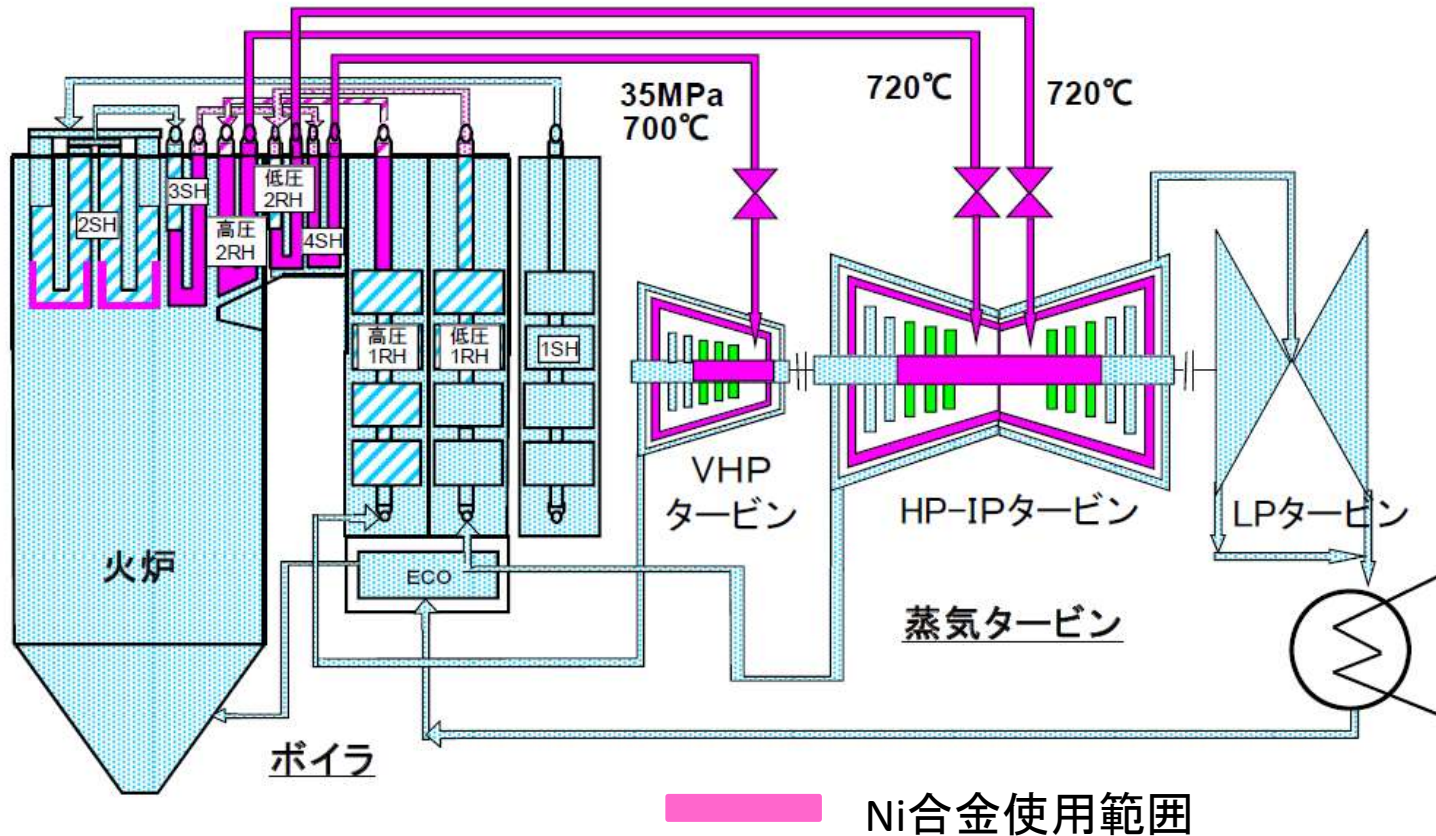 35MPa
700℃
720℃
720℃
3SH
低圧
2RH
2SH
高圧
2RH
4SH
高圧
1RH
低圧
1RH
1SH
VHP
タービン
HP-IPタービン
LPタービン
火炉
ECO
蒸気タービン
ボイラ
Ni合金使用範囲